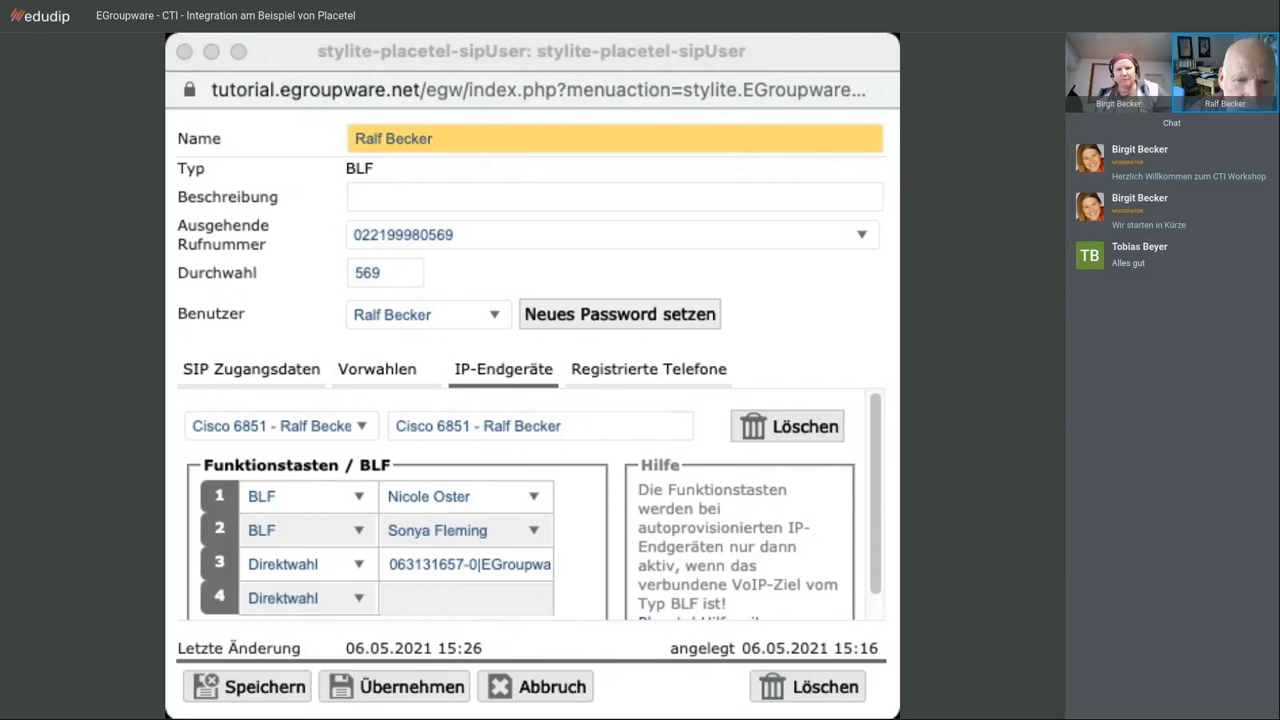 edudip
EGroupware - CTI - Integration am Beispiel von Placetel
stylite-placetel-sipUser: stylite-placetel-sipUser
tutorial.egroupware.net/egw/index.php?menuaction=stylite.EGroupware...
Name
Ralf Becker
Typ
BLF
Beschreibung
Ausgehende
Rufnummer
022199980569
Durchwahl
569
Benutzer
Ralf Becker
Neues Password setzen
SIP Zugangsdaten
Vorwahlen
IP-Endgeräte
Registrierte Telefone
Cisco 6851 - Ralf Becke
Cisco 6851 - Ralf Becker
Löschen
Funktionstasten / BLF
1 BLF Nicole Oster
2 BLF Sonya Fleming
3 Direktwahl 063131657-0|EGroupwa
4 Direktwahl
Hilfe
Die Funktionstasten
werden bei
autoprovisionierten IP-
Endgeräten nur dann
aktiv, wenn das
verbundene VoIP-Ziel vom
Typ BLF ist!
Letzte Änderung
06.05.2021 15:26
angelegt 06.05.2021 15:16
Speichern
Übernehmen
Abbruch
Löschen
Birgit Becker
Ralf Becker
Chat
Birgit Becker
MODERATOR
Herzlich Willkommen zum CTI Workshop
Birgit Becker
MODERATOR
Wir starten in Kürze
TB
Tobias Beyer
Alles gut